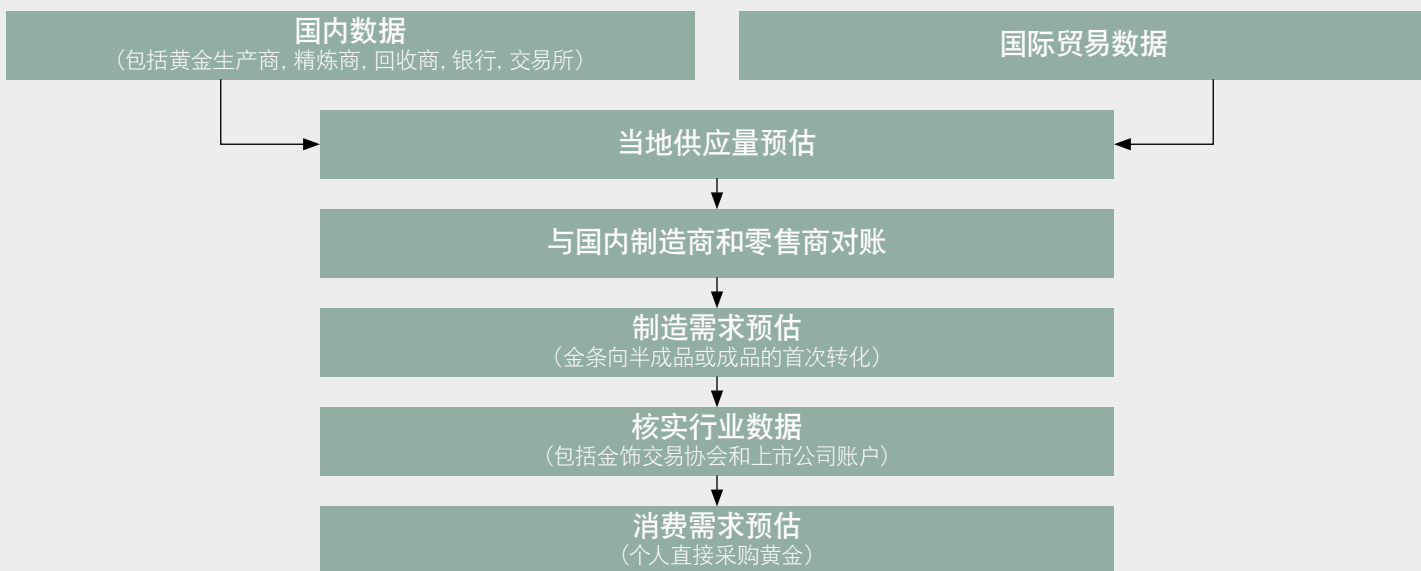 国内数据
（包括黄金生产商, 精炼商, 回收商, 银行, 交易所）
国际贸易数据
当地供应量预估
与国内制造商和零售商对账
制造需求预估
（金条向半成品或成品的首次转化）
核实行业数据
（包括金饰交易协会和上市公司账户）
消费需求预估
（个人直接采购黄金）